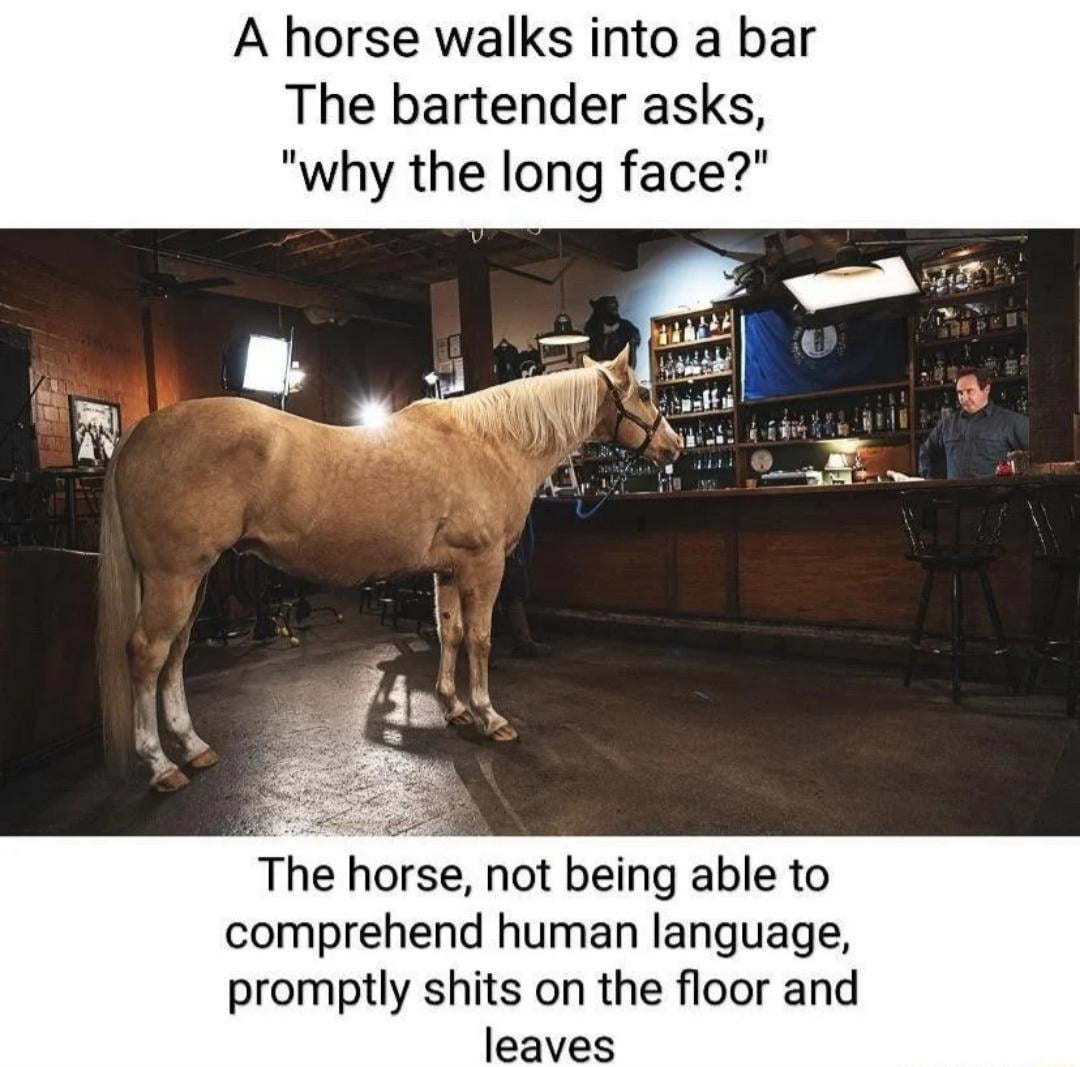 A horse walks into a bar
The bartender asks,
"why the long face?"
The horse, not being able to
comprehend human language,
promptly shits on the floor and
leaves